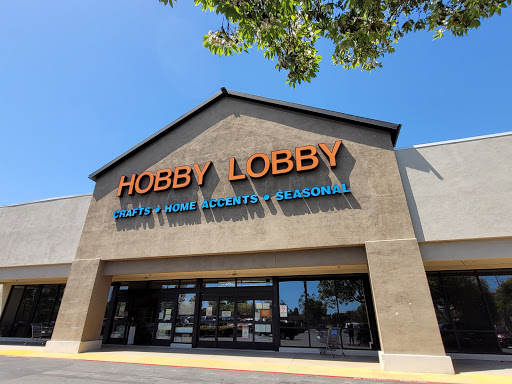 HOBBY LOBBY
CRAFTS • HOME ACCENTS • SEASONAL